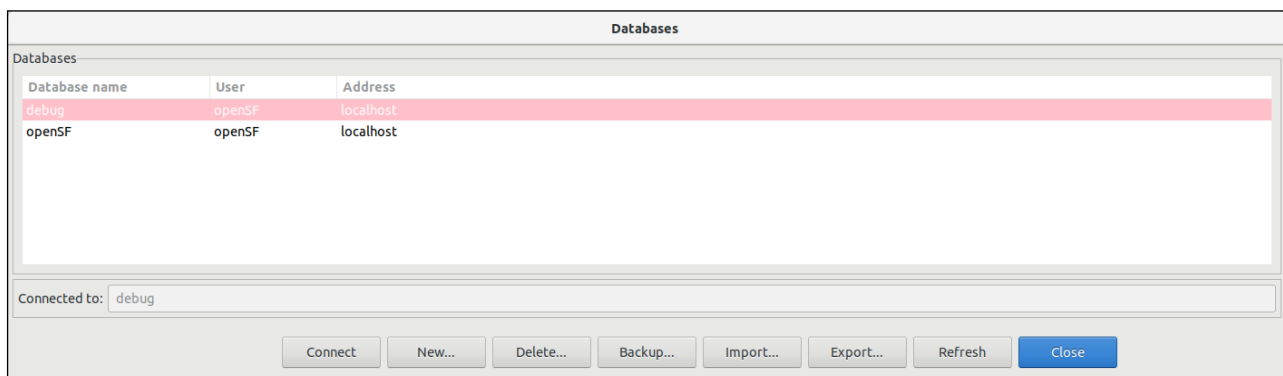 Databases
Databases
Database name User Address
debug openSF localhost
openSF openSF localhost
Connected to: debug
Connect New... Delete... Backup... Import... Export... Refresh Close